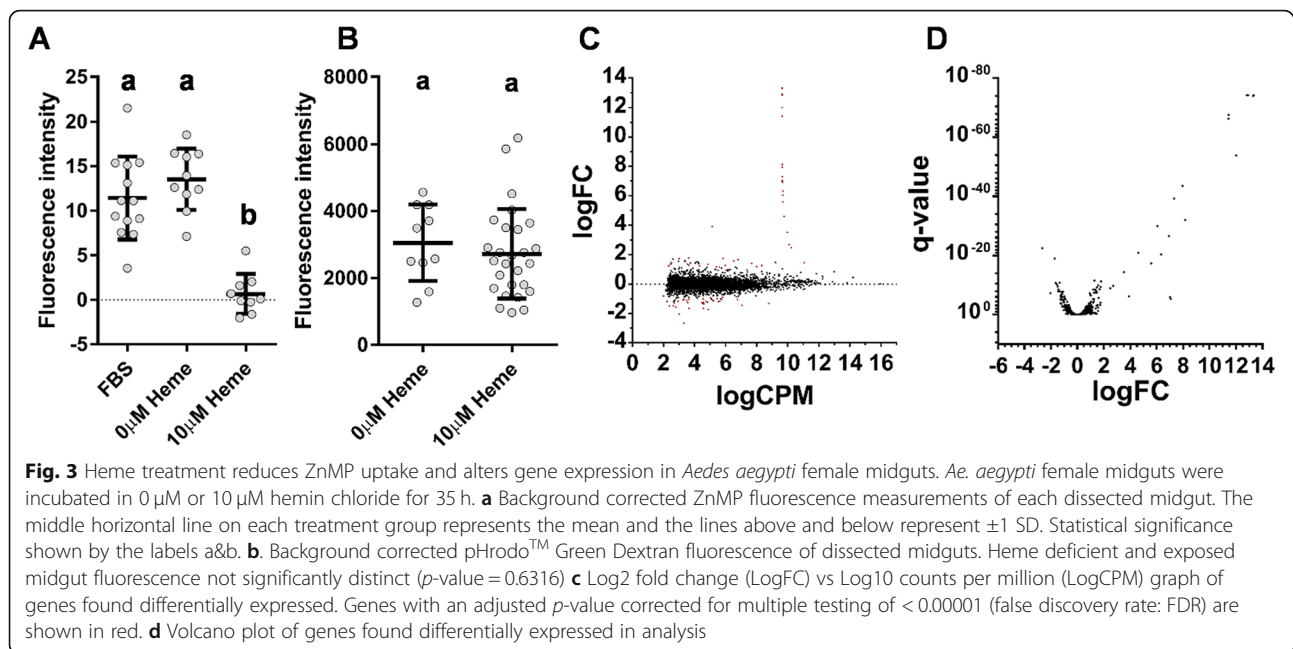 A
B
C
D
a
a
b
Fluorescence intensity
25
20
15
10
5
0
-5
FBS
0μM Heme
10μM Heme
a
a
Fluorescence intensity
8000
6000
4000
2000
0
0μM Heme
10μM Heme
logFC
14
12
10
8
6
4
2
0
-2
-4
0 2 4 6 8 10 12 14 16
logCPM
q-value
10-80
10-60
10-40
10-20
100
-6 -4 -2 0 2 4 6 8 10 12 14
logFC
Fig. 3 Heme treatment reduces ZnMP uptake and alters gene expression in Aedes aegypti female midguts. Ae. aegypti female midguts were
incubated in 0 μM or 10 μM hemin chloride for 35 h. a Background corrected ZnMP fluorescence measurements of each dissected midgut. The
middle horizontal line on each treatment group represents the mean and the lines above and below represent ±1 SD. Statistical significance
shown by the labels a&b. b. Background corrected pHrodoTM Green Dextran fluorescence of dissected midguts. Heme deficient and exposed
midgut fluorescence not significantly distinct (p-value = 0.6316) c Log2 fold change (LogFC) vs Log10 counts per million (LogCPM) graph of
genes found differentially expressed. Genes with an adjusted p-value corrected for multiple testing of < 0.00001 (false discovery rate: FDR) are
shown in red. d Volcano plot of genes found differentially expressed in analysis